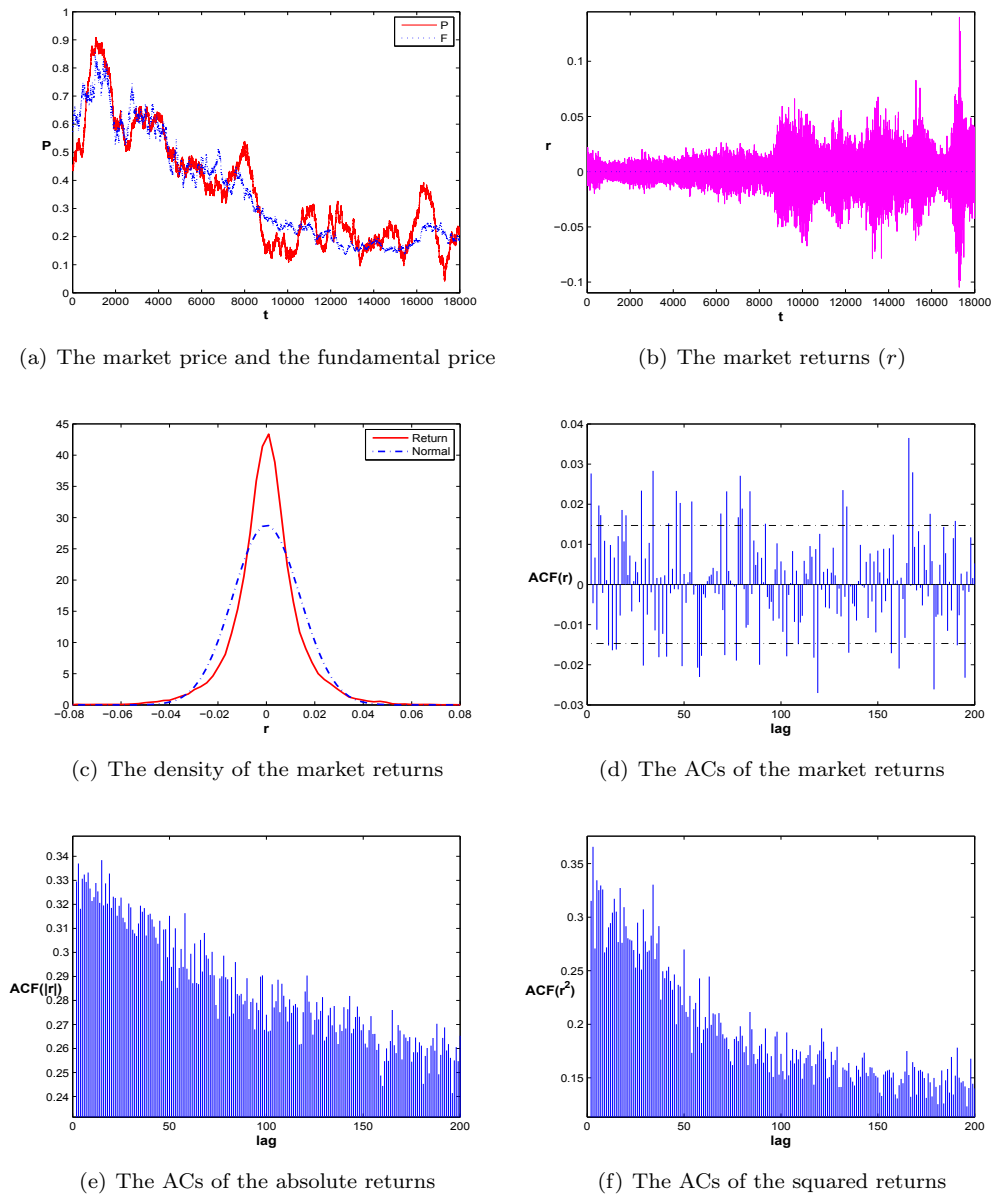 P
F
1
0.9
0.8
0.7
0.6
0.5
0.4
0.3
0.2
0.1
0
P
0 2000 4000 6000 8000 10000 12000 14000 16000 18000
t
(a) The market price and the fundamental price
0.1
0.05
0
−0.05
−0.1
r
0 2000 4000 6000 8000 10000 12000 14000 16000 18000
t
(b) The market returns (r)
Return
Normal
45
40
35
30
25
20
15
10
5
0
−0.08 −0.06 −0.04 −0.02 0 0.02 0.04 0.06 0.08
r
(c) The density of the market returns
0.04
0.03
0.02
0.01
0
−0.01
−0.02
−0.03
ACF(r)
0 50 100 150 200
lag
(d) The ACs of the market returns
0.34
0.33
0.32
0.31
0.3
0.29
0.28
0.27
0.26
0.25
0.24
ACF(|r|)
0 50 100 150 200
lag
(e) The ACs of the absolute returns
0.35
0.3
0.25
0.2
0.15
ACF(r²)
0 50 100 150 200
lag
(f) The ACs of the squared returns